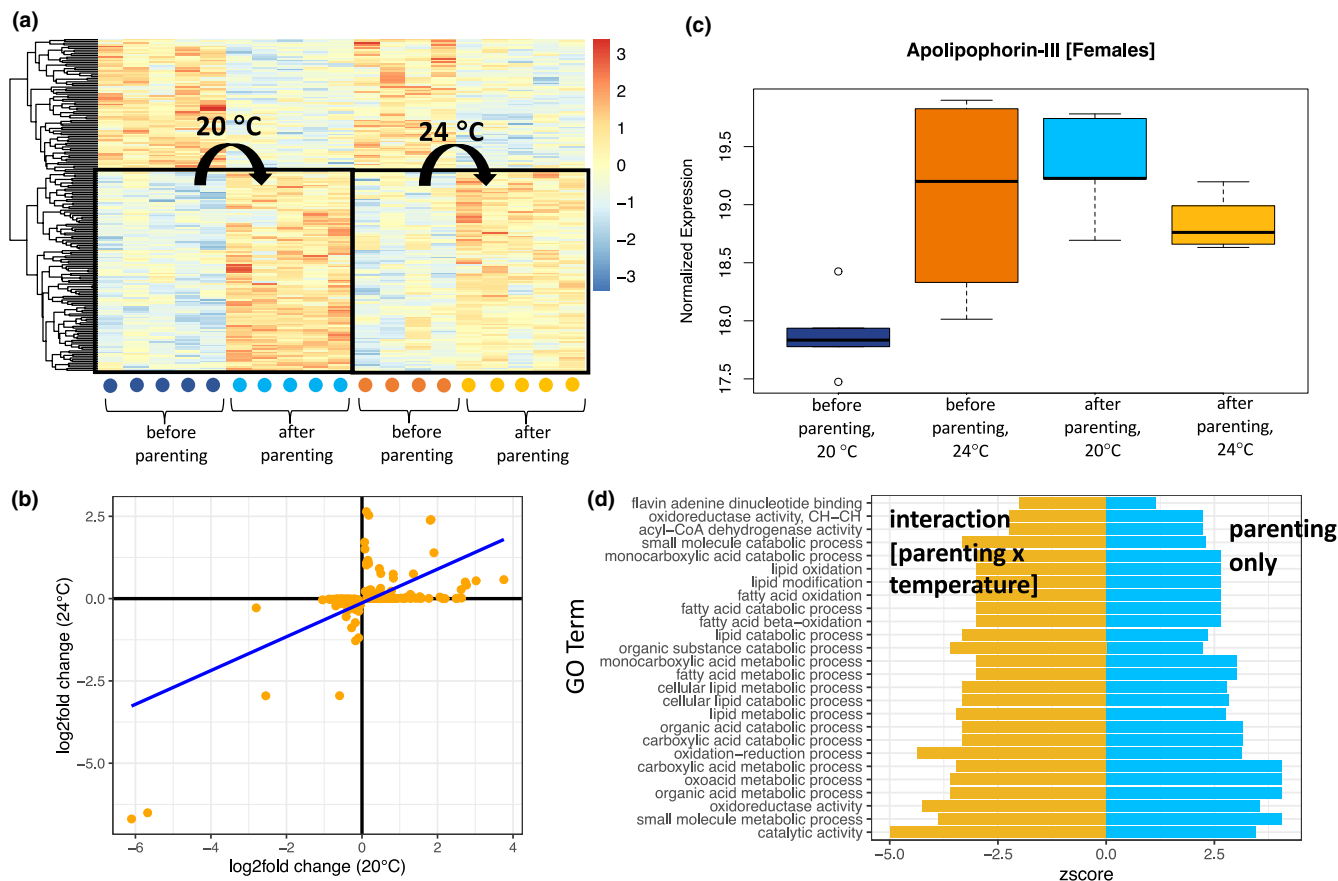 (a)
3
2
1
0
−1
−2
−3
20 °C
24 °C
before
parenting
after
parenting
before
parenting
after
parenting
(b)
log2fold change (24°C)
2.5
0.0
−2.5
−5.0
−6
−4
−2
0
2
4
log2fold change (20°C)
(c)
Apolipophorin-III [Females]
Normalized Expression
19.5
19.0
18.5
18.0
17.5
before
parenting,
20 °C
before
parenting,
24°C
after
parenting,
20°C
after
parenting,
24°C
(d)
GO Term
flavin adenine dinucleotide binding
oxidoreductase activity, CH−CH
acyl−CoA dehydrogenase activity
small molecule catabolic process
monocarboxylic acid catabolic process
lipid oxidation
lipid modification
fatty acid oxidation
fatty acid catabolic process
fatty acid beta−oxidation
lipid catabolic process
organic substance catabolic process
monocarboxylic acid metabolic process
fatty acid metabolic process
cellular lipid metabolic process
cellular lipid catabolic process
lipid metabolic process
organic acid catabolic process
carboxylic acid catabolic process
oxidation−reduction process
carboxylic acid metabolic process
oxoacid metabolic process
organic acid metabolic process
oxidoreductase activity
small molecule metabolic process
catalytic activity
interaction
[parenting x
temperature]
parenting
only
−5.0
−2.5
0.0
2.5
zscore